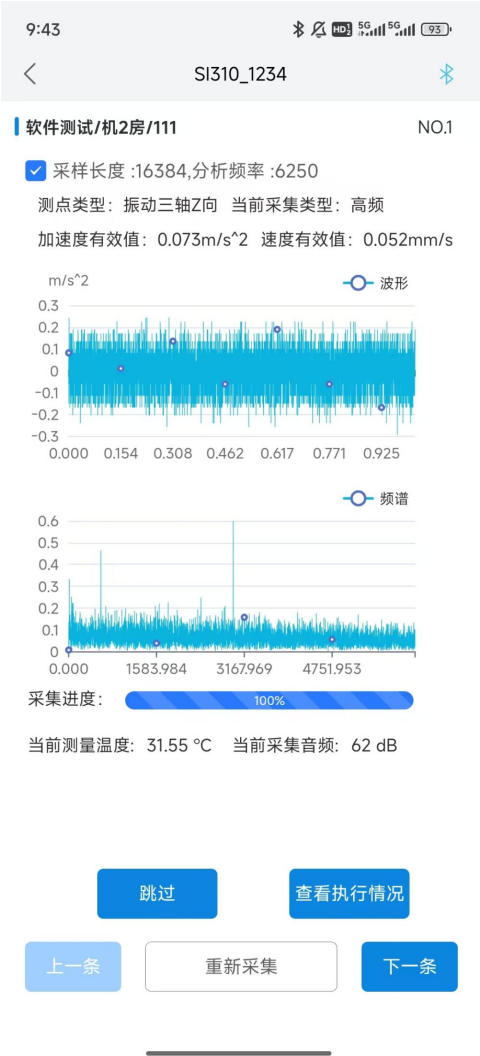 9:43 HD 5G 5G 93
SI310_1234
软件测试/机2房/111 NO.1
采样长度 :16384,分析频率 :6250
测点类型：振动三轴Z向 当前采集类型：高频
加速度有效值：0.073m/s^2 速度有效值：0.052mm/s
m/s^2 波形
0.3
0.2
0.1
0
-0.1
-0.2
-0.3
0.000 0.154 0.308 0.462 0.617 0.771 0.925
频谱
0.6
0.5
0.4
0.3
0.2
0.1
0
0.000 1583.984 3167.969 4751.953
采集进度： 100%
当前测量温度: 31.55 °C 当前采集音频: 62 dB
跳过 查看执行情况
上一条 重新采集 下一条